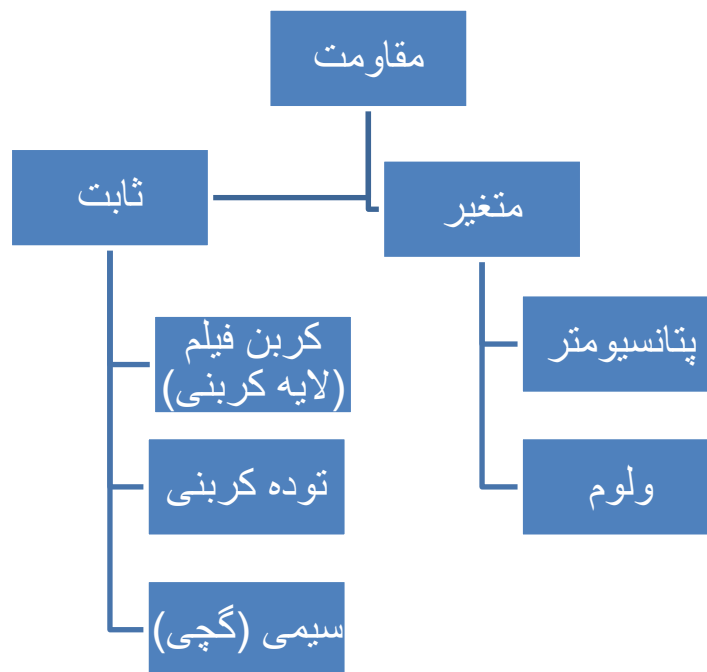 مقاومت
متغیر
پتانسیومتر
ولوم
ثابت
کربن فیلم
(لایه کربنی)
توده کربنی
سیمی (گچی)